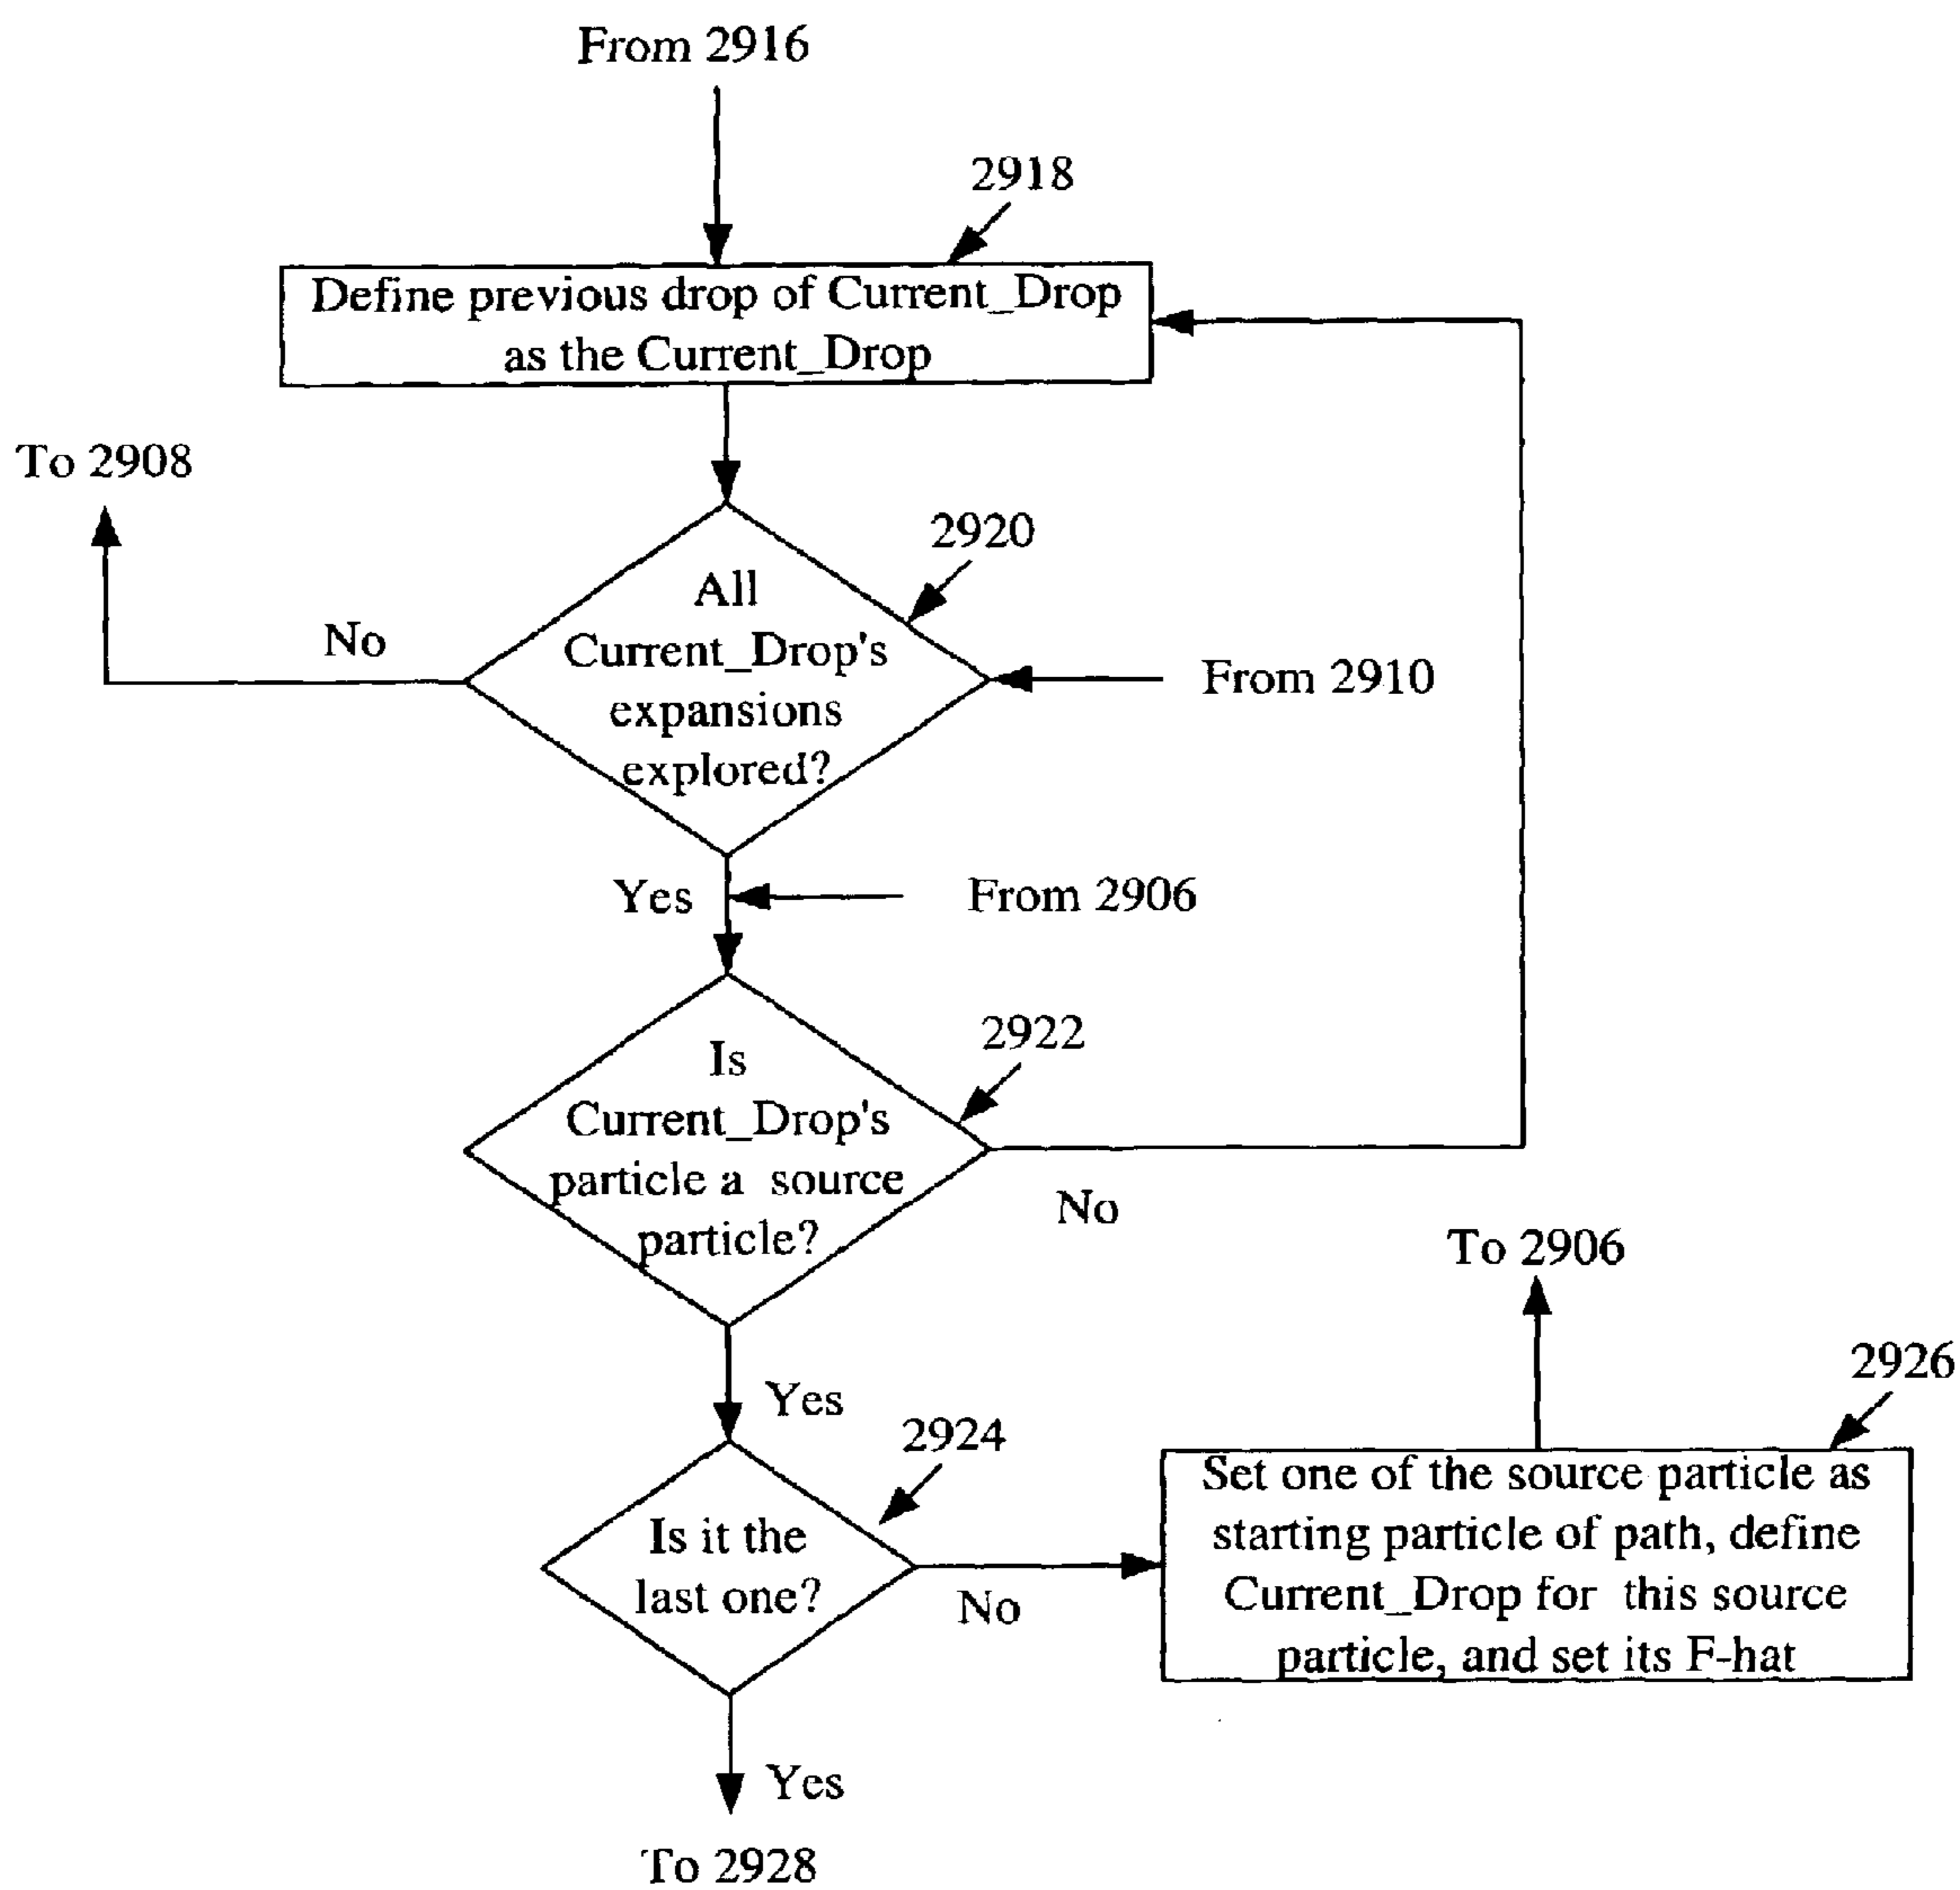 From 2916
2918
Define previous drop of Current_Drop
as the Current_Drop
To 2908
2920
All
Current_Drop's
expansions
explored?
No
From 2910
Yes
From 2906
2922
Is
Current_Drop's
particle a source
particle?
No
To 2906
2926
Yes
2924
Set one of the source particle as
starting particle of path, define
Current_Drop for this source
particle, and set its F-hat
Is it the
last one?
No
Yes
To 2928